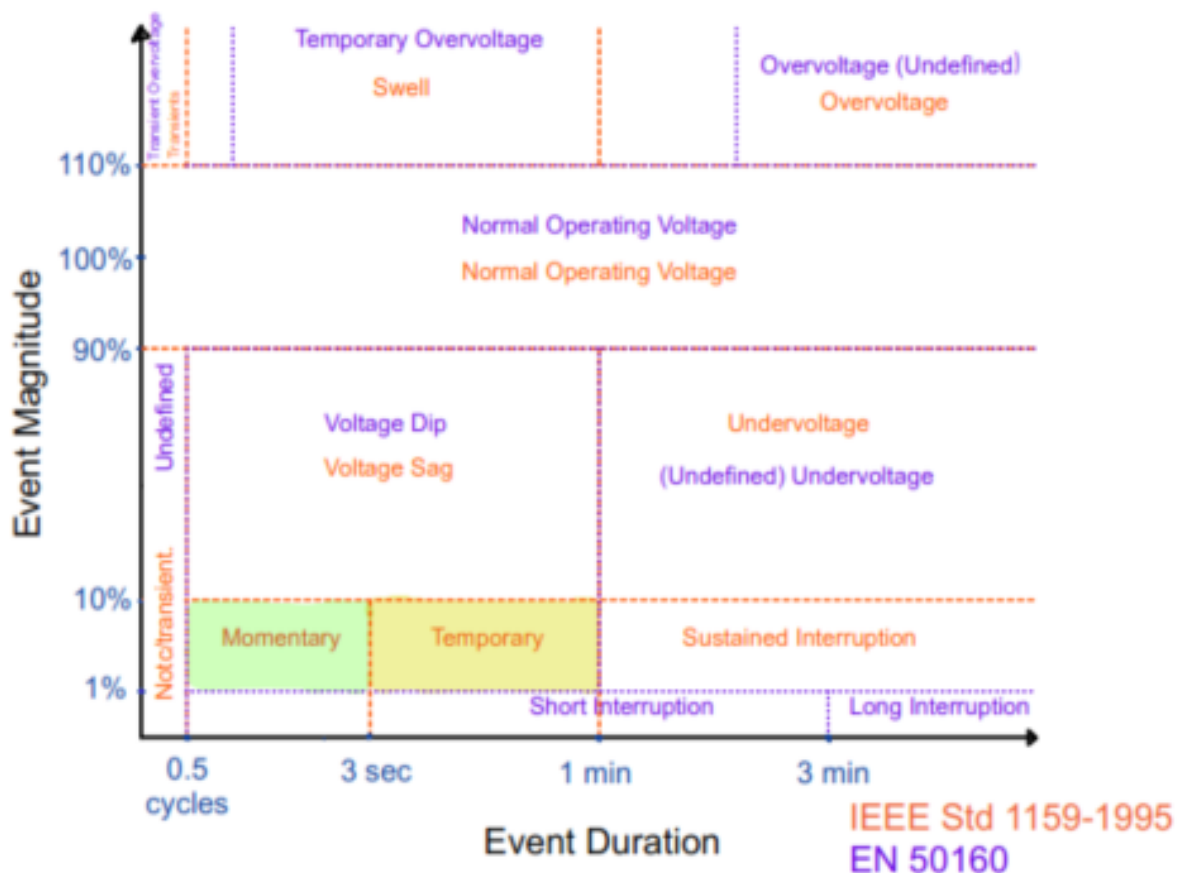 Transient Overvoltage
Transients
Temporary Overvoltage
Swell
Overvoltage (Undefined)
Overvoltage
110%
Normal Operating Voltage
100%
Normal Operating Voltage
Event Magnitude
90%
Undefined
Voltage Dip
Voltage Sag
Undervoltage
(Undefined) Undervoltage
Notc/transient.
10%
Momentary
Temporary
Sustained Interruption
1%
Short Interruption
Long Interruption
0.5
cycles
3 sec
1 min
3 min
Event Duration
IEEE Std 1159-1995
EN 50160